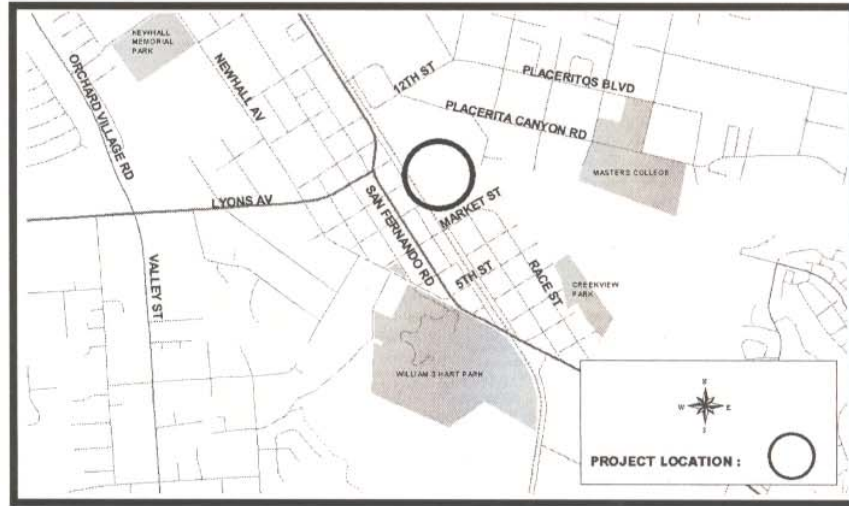 NEWHALL
MEMORIAL
PARK
ORCHARD VILLAGE RD
NEWHALL AV
12TH ST
PLACERITOS BLVD
PLACERITA CANYON RD
MASTERS COLLEGE
LYONS AV
SAN FERNANDO RD
MARKET ST
5TH ST
RACE ST
VALLEY ST
CREEKVIEW
PARK
WILLIAM S HART PARK
N
W E
S
PROJECT LOCATION :